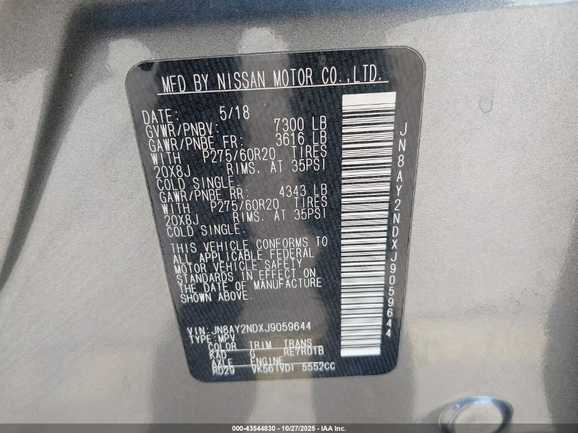 MFD BY NISSAN MOTOR CO.,LTD.
DATE: 5/18
GVWR/PNBV: 7300 LB
GAWR/PNBE FR: 3616 LB
WITH P275/60R20 TIRES
20X8J RIMS, AT 35PSI
COLD SINGLE.
GAWR/PNBE RR: 4343 LB
WITH P275/60R20 TIRES
20X8J RIMS, AT 35PSI
COLD SINGLE.
THIS VEHICLE CONFORMS TO
ALL APPLICABLE FEDERAL
MOTOR VEHICLE SAFETY
STANDARDS IN EFFECT ON
THE DATE OF MANUFACTURE
SHOWN ABOVE.
VIN: JN8AY2NDXJ9059644
TYPE: MPV
COLOR TRIM TRANS
KAD G RE7R01B
AXLE ENGINE
RD29 VK56(VD) 5552CC
JN8AY2NDXJ9059644
000-43544830 - 10/27/2025 - IAA Inc.